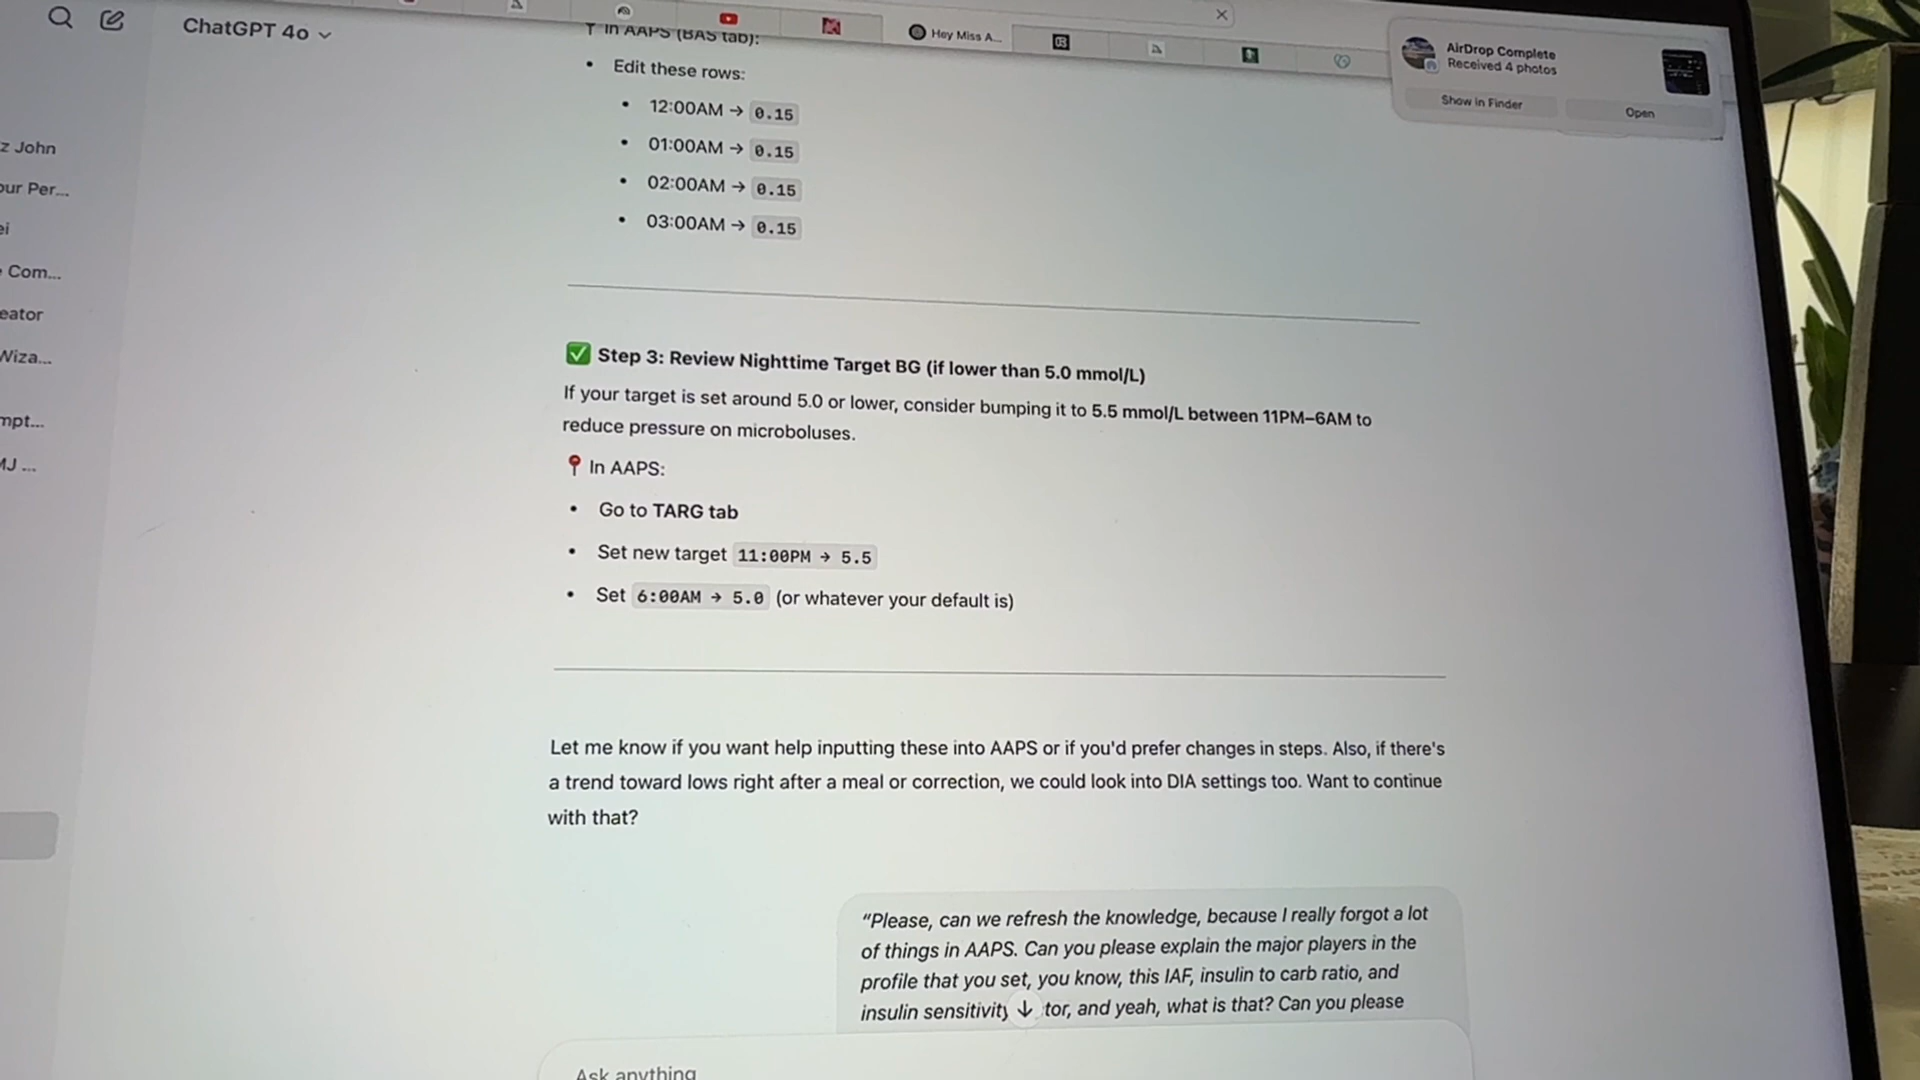 ChatGPT 4o
Hey Miss A...
03
AirDrop Complete
Received 4 photos
Show in Finder
Open
z John
our Per...
ei
Com...
eator
Wiza...
mpt...
MJ ...
In AAPS (BAS tab):
• Edit these rows:
• 12:00AM → 0.15
• 01:00AM → 0.15
• 02:00AM → 0.15
• 03:00AM → 0.15
Step 3: Review Nighttime Target BG (if lower than 5.0 mmol/L)
If your target is set around 5.0 or lower, consider bumping it to 5.5 mmol/L between 11PM–6AM to
reduce pressure on microboluses.
In AAPS:
• Go to TARG tab
• Set new target 11:00PM → 5.5
• Set 6:00AM → 5.0 (or whatever your default is)
Let me know if you want help inputting these into AAPS or if you'd prefer changes in steps. Also, if there's
a trend toward lows right after a meal or correction, we could look into DIA settings too. Want to continue
with that?
"Please, can we refresh the knowledge, because I really forgot a lot
of things in AAPS. Can you please explain the major players in the
profile that you set, you know, this IAF, insulin to carb ratio, and
insulin sensitivity tor, and yeah, what is that? Can you please
Ask anything